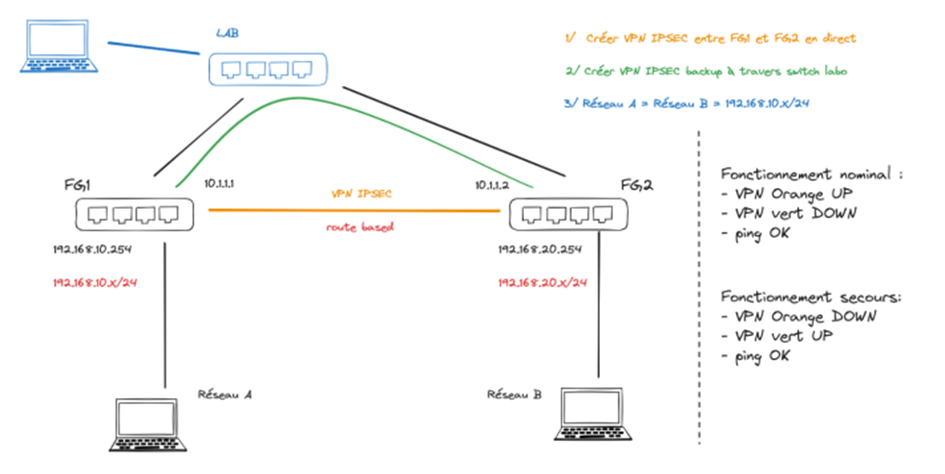 LAB
1/ Créer VPN IPSEC entre FG1 et FG2 en direct
2/ Créer VPN IPSEC backup à travers switch labo
3/ Réseau A = Réseau B = 192.168.10.x/24
FG1
10.1.1.1
VPN IPSEC
10.1.1.2
FG2
route based
192.168.10.254
192.168.10.x/24
192.168.20.254
192.168.20.x/24
Réseau A
Réseau B
Fonctionnement nominal :
- VPN Orange UP
- VPN vert DOWN
- ping OK
Fonctionnement secours:
- VPN Orange DOWN
- VPN vert UP
- ping OK